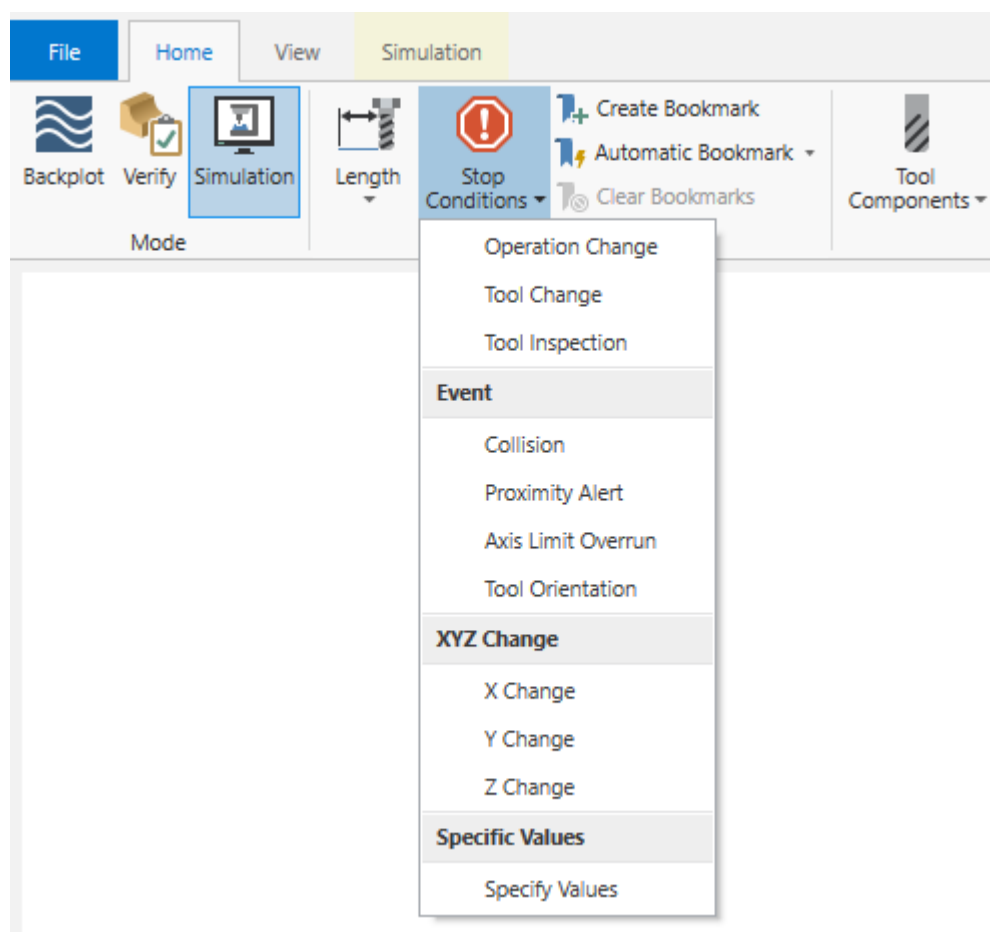 File
Home
View
Simulation
Backplot
Verify
Simulation
Mode
Length
Stop
Conditions
Create Bookmark
Automatic Bookmark
Clear Bookmarks
Tool
Components
Operation Change
Tool Change
Tool Inspection
Event
Collision
Proximity Alert
Axis Limit Overrun
Tool Orientation
XYZ Change
X Change
Y Change
Z Change
Specific Values
Specify Values